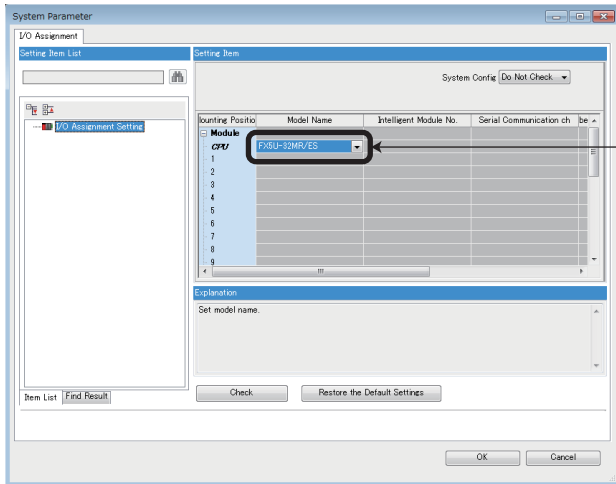 System Parameter
I/O Assignment
Setting Item List
Setting Item
System Config Do Not Check
lounting Positio Model Name Intelligent Module No. Serial Communication ch be
Module
I/O Assignment Setting
CPU FX5U-32MR/ES
1
2
3
4
5
6
7
8
9
Explanation
Set model name.
Item List Find Result
Check Restore the Default Settings
OK Cancel